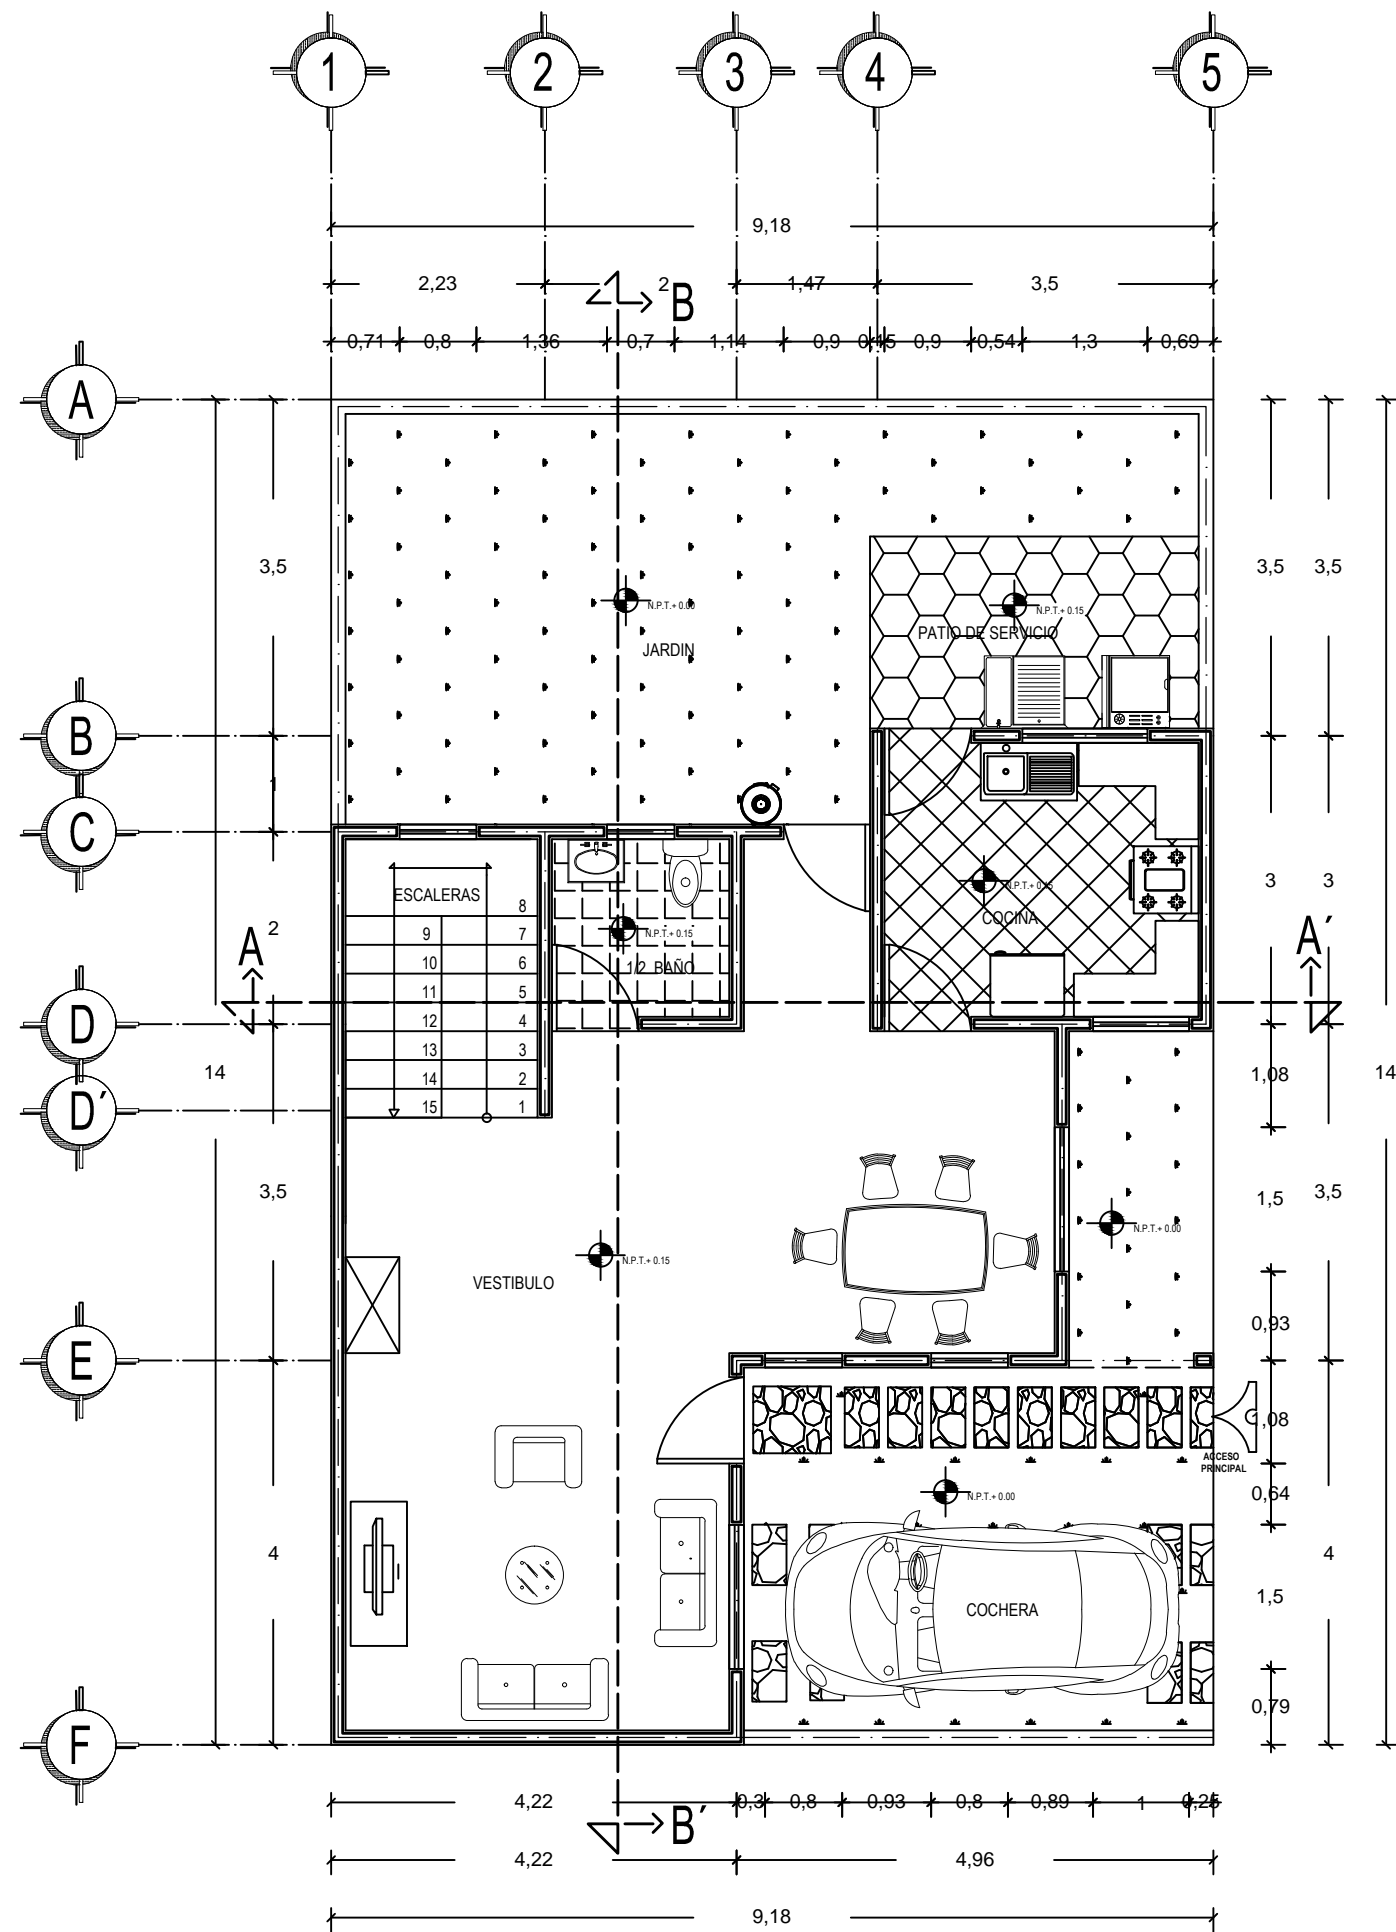 1 2 3 4 5
9,18
2,23 2 1,47 3,5
B
0,71 0,8 1,36 0,7 1,14 0,9 0,15 0,9 0,54 1,3 0,69
A
3,5 3,5 3,5
N.P.T.+ 0.00
N.P.T.+ 0.15
PATIO DE SERVICIO
JARDIN
B
1
C
ESCALERAS
8
9 7
10 6
11 5
12 4
13 3
14 2
15 1
N.P.T.+ 0.15
1/2 BAÑO
N.P.T.+ 0.15
COCINA
3 3
A 2
A´
D
14
1,08
14
D´
3,5
1,5 3,5
N.P.T.+ 0.00
N.P.T.+ 0.15
VESTIBULO
0,93
E
1,08
ACCESO
PRINCIPAL
N.P.T.+ 0.00
0,64
4 4
1,5
COCHERA
0,79
F
4,22 0,3 0,8 0,93 0,8 0,89 1 0,25
B´
4,22 4,96
9,18